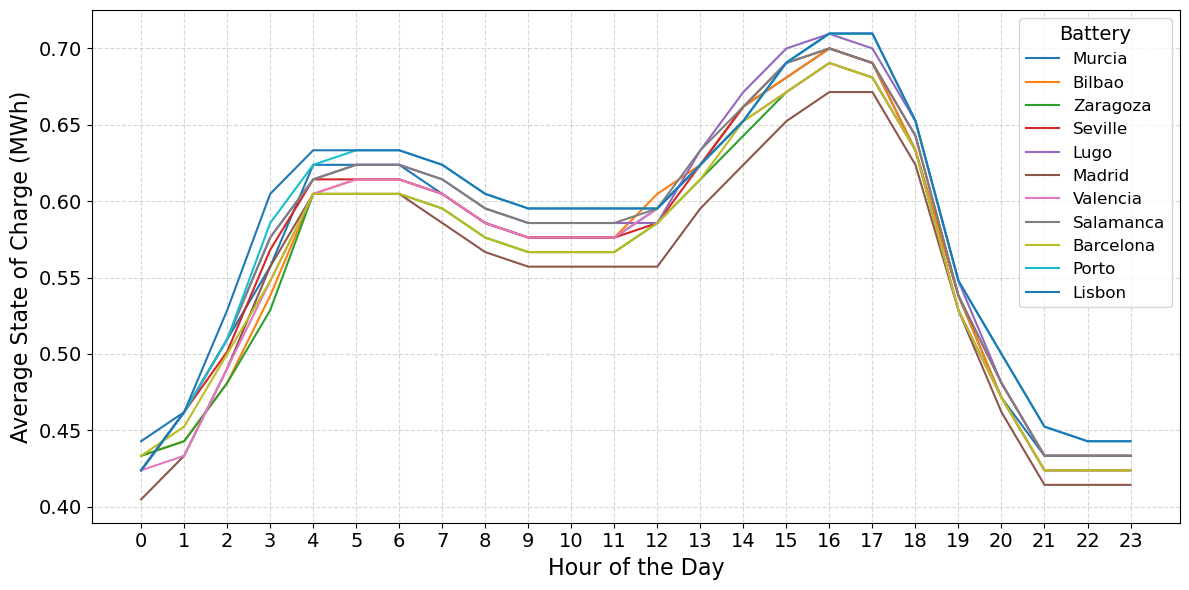 Average State of Charge (MWh)
0.70
0.65
0.60
0.55
0.50
0.45
0.40
Battery
Murcia
Bilbao
Zaragoza
Seville
Lugo
Madrid
Valencia
Salamanca
Barcelona
Porto
Lisbon
0 1 2 3 4 5 6 7 8 9 10 11 12 13 14 15 16 17 18 19 20 21 22 23
Hour of the Day